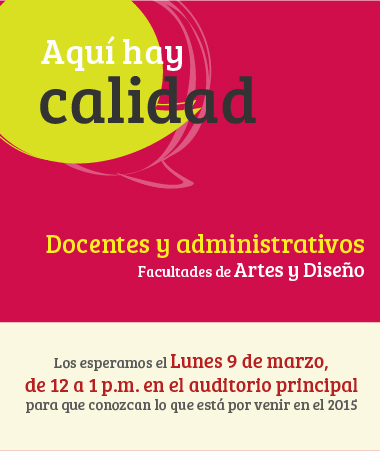 Aquí hay
calidad
Docentes y administrativos
Facultades de Artes y Diseño
Los esperamos el Lunes 9 de marzo,
de 12 a 1 p.m. en el auditorio principal
para que conozcan lo que está por venir en el 2015